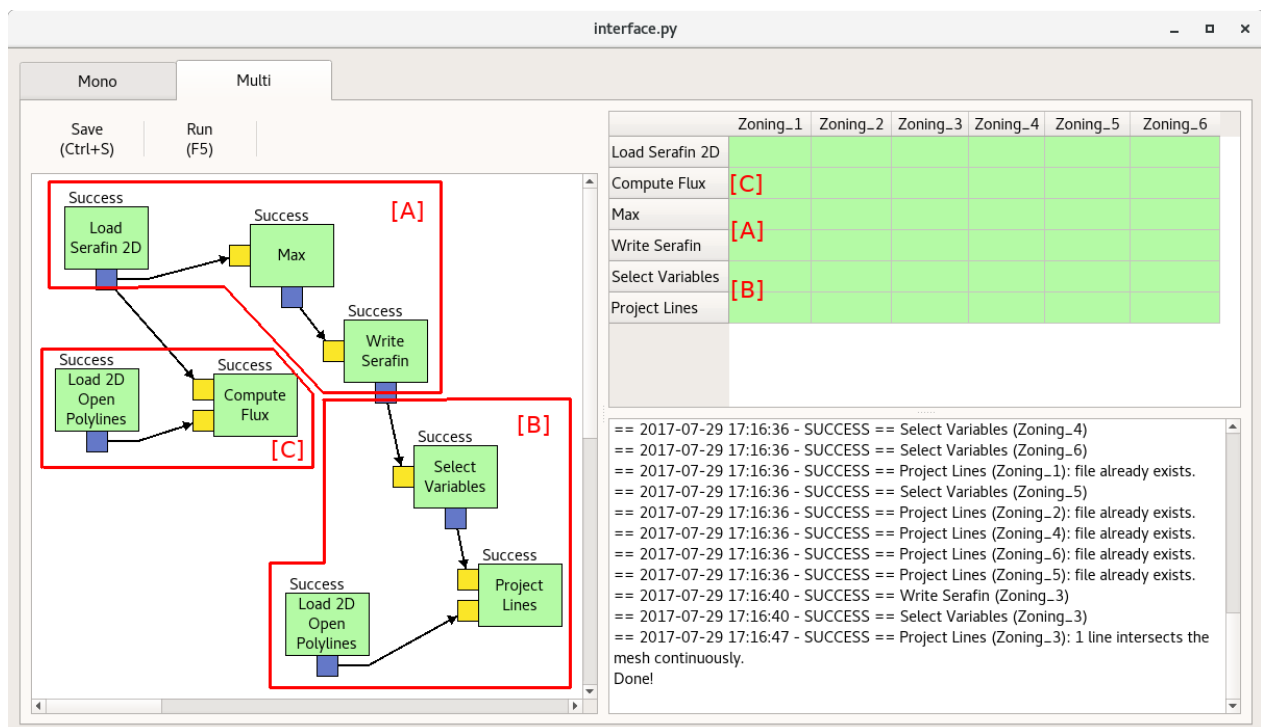 interface.py
Mono
Multi
Save
(Ctrl+S)
Run
(F5)
Success
Load
Serafin 2D
Success
Max
[A]
Success
Write
Serafin
Success
Load 2D
Open
Polylines
Success
Compute
Flux
[C]
[B]
Success
Select
Variables
Success
Project
Lines
Success
Load 2D
Open
Polylines
Zoning_1 Zoning_2 Zoning_3 Zoning_4 Zoning_5 Zoning_6
Load Serafin 2D
Compute Flux [C]
Max
[A]
Write Serafin
Select Variables
[B]
Project Lines
== 2017-07-29 17:16:36 - SUCCESS == Select Variables (Zoning_4)
== 2017-07-29 17:16:36 - SUCCESS == Select Variables (Zoning_6)
== 2017-07-29 17:16:36 - SUCCESS == Project Lines (Zoning_1): file already exists.
== 2017-07-29 17:16:36 - SUCCESS == Select Variables (Zoning_5)
== 2017-07-29 17:16:36 - SUCCESS == Project Lines (Zoning_2): file already exists.
== 2017-07-29 17:16:36 - SUCCESS == Project Lines (Zoning_4): file already exists.
== 2017-07-29 17:16:36 - SUCCESS == Project Lines (Zoning_6): file already exists.
== 2017-07-29 17:16:36 - SUCCESS == Project Lines (Zoning_5): file already exists.
== 2017-07-29 17:16:40 - SUCCESS == Write Serafin (Zoning_3)
== 2017-07-29 17:16:40 - SUCCESS == Select Variables (Zoning_3)
== 2017-07-29 17:16:47 - SUCCESS == Project Lines (Zoning_3): 1 line intersects the
mesh continuously.
Done!